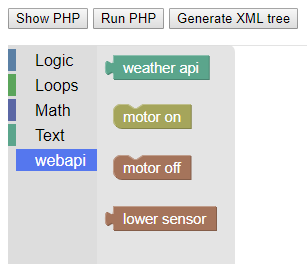 Show PHP Run PHP Generate XML tree
Logic
Loops
Math
Text
webapi
weather api
motor on
motor off
lower sensor